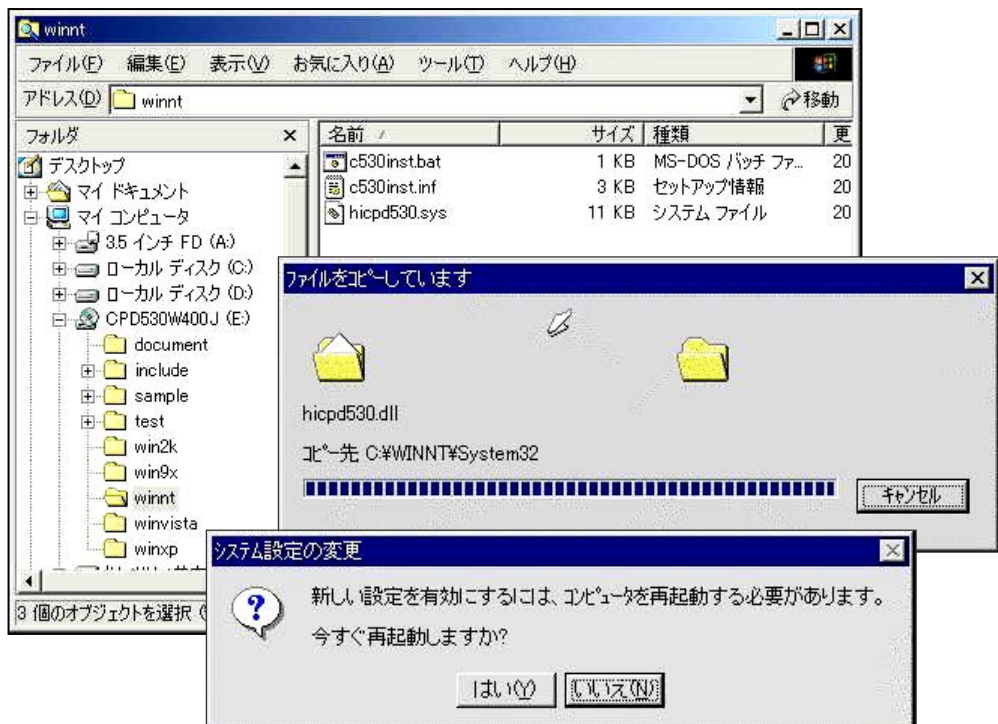 winnt
ファイル(F) 編集(E) 表示(V) お気に入り(A) ツール(T) ヘルプ(H)
アドレス(D) winnt 移動
フォルダ ×
デスクトップ
マイ ドキュメント
マイ コンピュータ
3.5 インチ FD (A:)
ローカル ディスク (C:)
ローカル ディスク (D:)
CPD530W400J (E:)
document
include
sample
test
win2k
win9x
winnt
winvista
winxp
3 個のオブジェクトを選択
名前 サイズ 種類 更
c530inst.bat 1 KB MS-DOS バッチ ファ... 20
c530inst.inf 3 KB セットアップ情報 20
hicpd530.sys 11 KB システム ファイル 20
ファイルをコピーしています
hicpd530.dll
コピー先 C:¥WINNT¥System32
キャンセル
システム設定の変更
新しい設定を有効にするには、コンピュータを再起動する必要があります。
今すぐ再起動しますか?
はい(Y) いいえ(N)